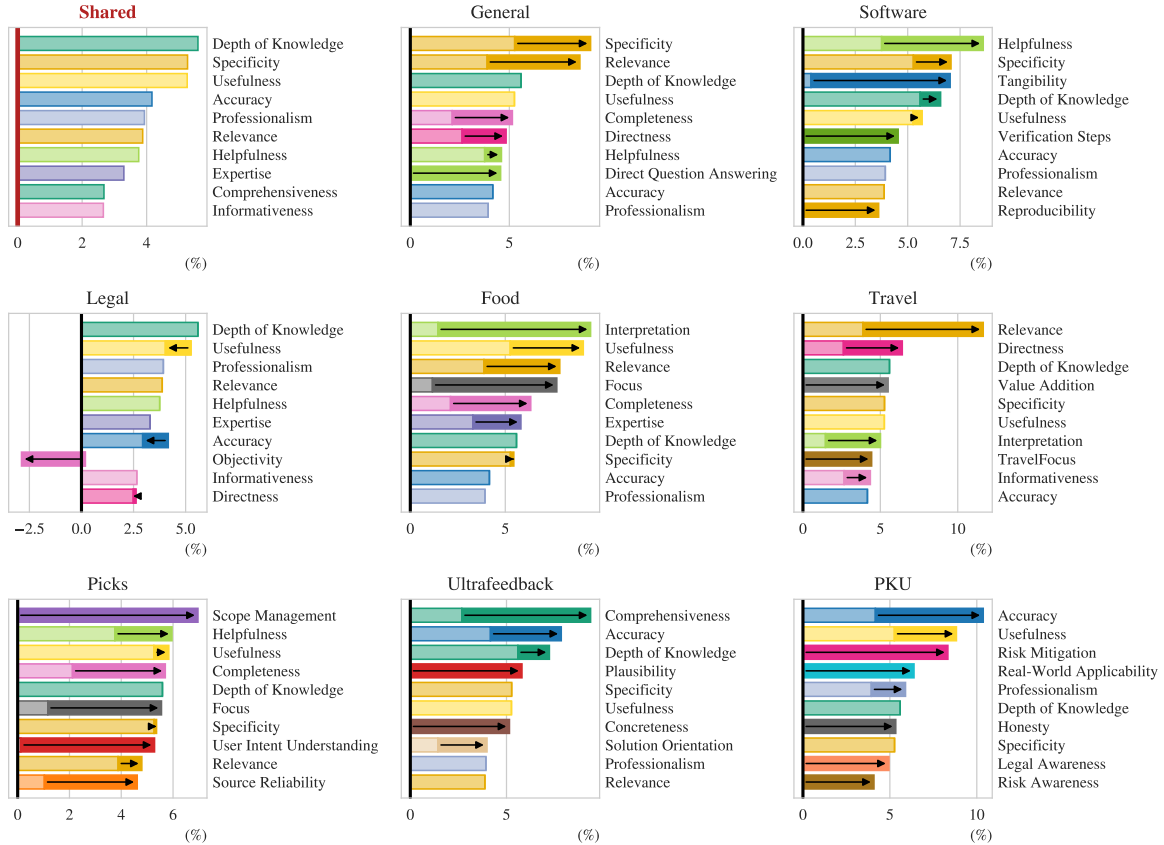 Shared
Depth of Knowledge
Specificity
Usefulness
Accuracy
Professionalism
Relevance
Helpfulness
Expertise
Comprehensiveness
Informativeness
0 2 4
(%)
General
Specificity
Relevance
Depth of Knowledge
Usefulness
Completeness
Directness
Helpfulness
Direct Question Answering
Accuracy
Professionalism
0 5
(%)
Software
Helpfulness
Specificity
Tangibility
Depth of Knowledge
Usefulness
Verification Steps
Accuracy
Professionalism
Relevance
Reproducibility
0.0 2.5 5.0 7.5
(%)
Legal
Depth of Knowledge
Usefulness
Professionalism
Relevance
Helpfulness
Expertise
Accuracy
Objectivity
Informativeness
Directness
−2.5 0.0 2.5 5.0
(%)
Food
Interpretation
Usefulness
Relevance
Focus
Completeness
Expertise
Depth of Knowledge
Specificity
Accuracy
Professionalism
0 5
(%)
Travel
Relevance
Directness
Depth of Knowledge
Value Addition
Specificity
Usefulness
Interpretation
TravelFocus
Informativeness
Accuracy
0 5 10
(%)
Picks
Scope Management
Helpfulness
Usefulness
Completeness
Depth of Knowledge
Focus
Specificity
User Intent Understanding
Relevance
Source Reliability
0 2 4 6
(%)
Ultrafeedback
Comprehensiveness
Accuracy
Depth of Knowledge
Plausibility
Specificity
Usefulness
Concreteness
Solution Orientation
Professionalism
Relevance
0 5
(%)
PKU
Accuracy
Usefulness
Risk Mitigation
Real-World Applicability
Professionalism
Depth of Knowledge
Honesty
Specificity
Legal Awareness
Risk Awareness
0 5 10
(%)